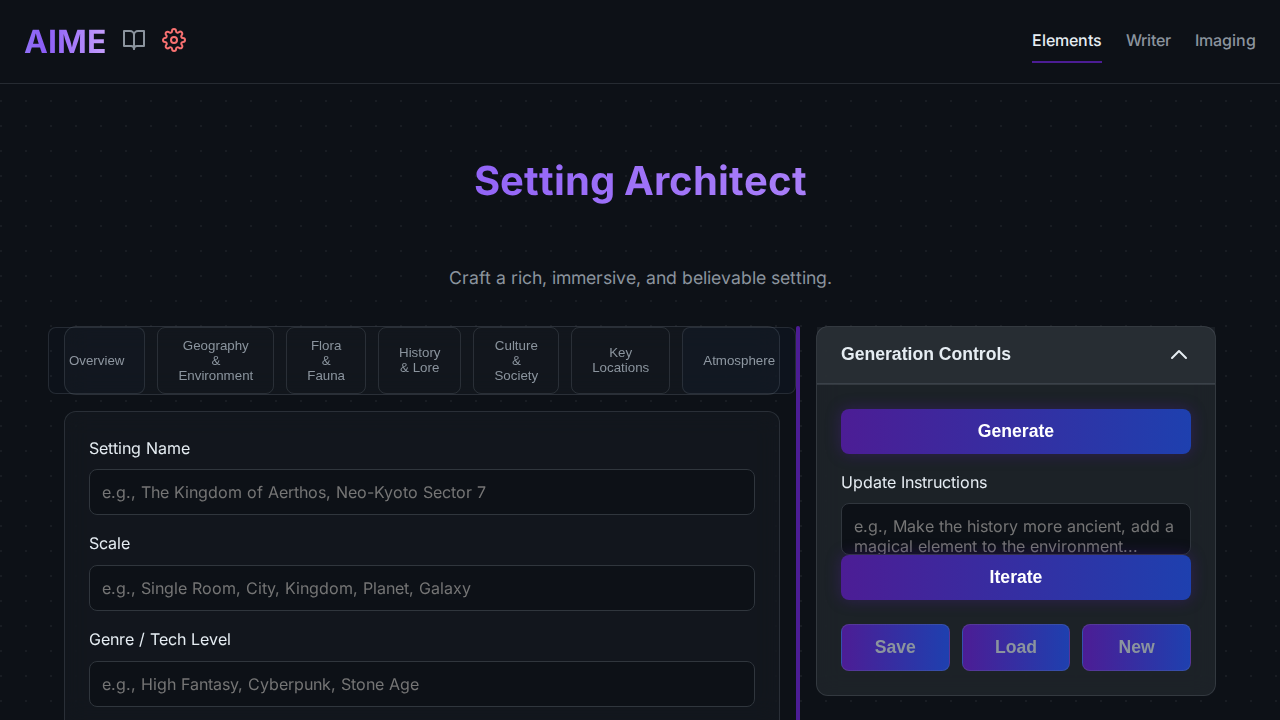 AIME
Elements
Writer
Imaging
Setting Architect
Craft a rich, immersive, and believable setting.
Overview
Geography
&
Environment
Flora
&
Fauna
History
& Lore
Culture
&
Society
Key
Locations
Atmosphere
Setting Name
e.g., The Kingdom of Aerthos, Neo-Kyoto Sector 7
Scale
e.g., Single Room, City, Kingdom, Planet, Galaxy
Genre / Tech Level
e.g., High Fantasy, Cyberpunk, Stone Age
Generation Controls
Generate
Update Instructions
e.g., Make the history more ancient, add a
magical element to the environment...
Iterate
Save
Load
New